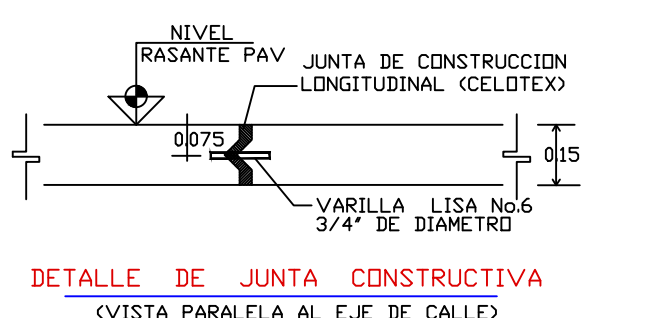 NIVEL
RASANTE PAV
JUNTA DE CONSTRUCCION
LONGITUDINAL (CELOTEX)
0.075
0.15
VARILLA LISA No.6
3/4" DE DIAMETRO
DETALLE DE JUNTA CONSTRUCTIVA
(VISTA PARALELA AL EJE DE CALLE)